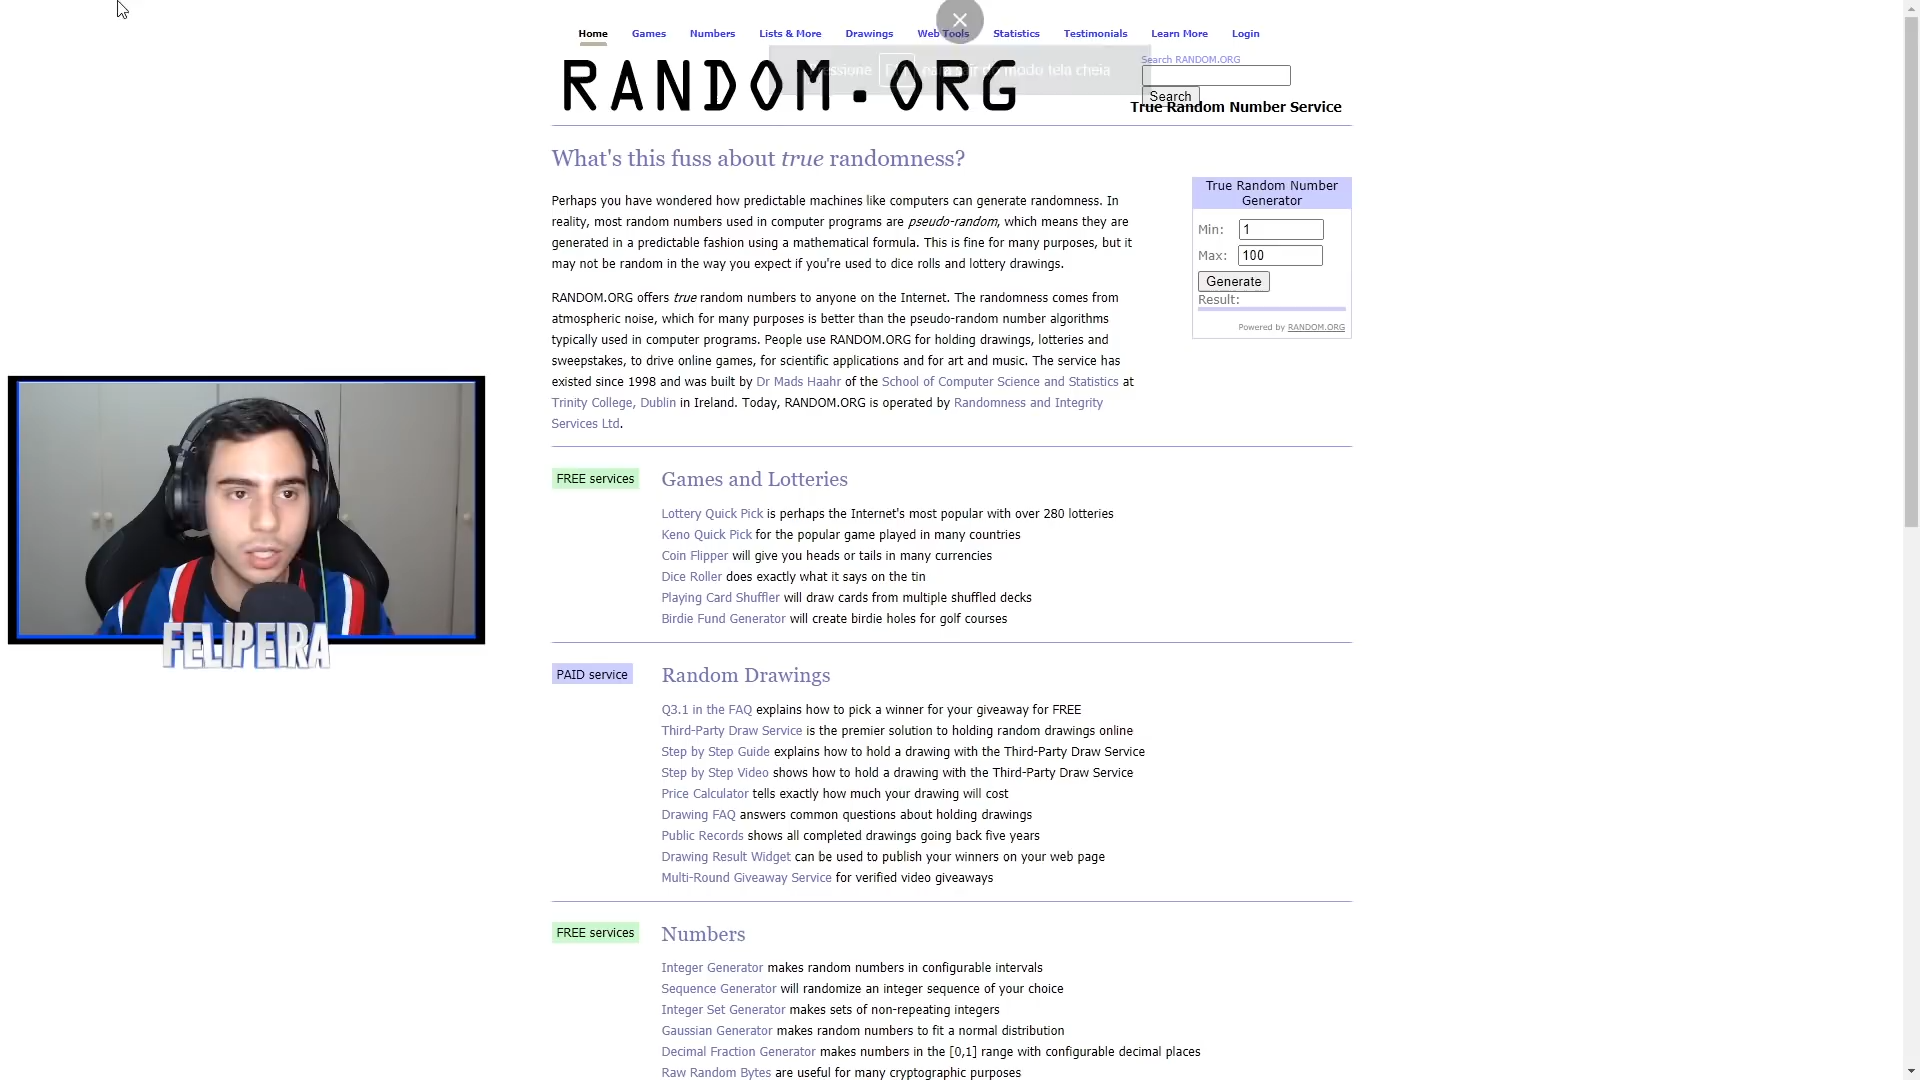 Home Games Numbers Lists & More Drawings Web Tools Statistics Testimonials Learn More Login
para sair do modo tela cheia
RANDOM.ORG
Search RANDOM.ORG
Search
True Random Number Service
What's this fuss about true randomness?
Perhaps you have wondered how predictable machines like computers can generate randomness. In
reality, most random numbers used in computer programs are pseudo-random, which means they are
generated in a predictable fashion using a mathematical formula. This is fine for many purposes, but it
may not be random in the way you expect if you're used to dice rolls and lottery drawings.
RANDOM.ORG offers true random numbers to anyone on the Internet. The randomness comes from
atmospheric noise, which for many purposes is better than the pseudo-random number algorithms
typically used in computer programs. People use RANDOM.ORG for holding drawings, lotteries and
sweepstakes, to drive online games, for scientific applications and for art and music. The service has
existed since 1998 and was built by Dr Mads Haahr of the School of Computer Science and Statistics at
Trinity College, Dublin in Ireland. Today, RANDOM.ORG is operated by Randomness and Integrity
Services Ltd.
True Random Number
Generator
Min: 1
Max: 100
Generate
Result:
Powered by RANDOM.ORG
FELIPEIRA
FREE services
Games and Lotteries
Lottery Quick Pick is perhaps the Internet's most popular with over 280 lotteries
Keno Quick Pick for the popular game played in many countries
Coin Flipper will give you heads or tails in many currencies
Dice Roller does exactly what it says on the tin
Playing Card Shuffler will draw cards from multiple shuffled decks
Birdie Fund Generator will create birdie holes for golf courses
PAID service
Random Drawings
Q3.1 in the FAQ explains how to pick a winner for your giveaway for FREE
Third-Party Draw Service is the premier solution to holding random drawings online
Step by Step Guide explains how to hold a drawing with the Third-Party Draw Service
Step by Step Video shows how to hold a drawing with the Third-Party Draw Service
Price Calculator tells exactly how much your drawing will cost
Drawing FAQ answers common questions about holding drawings
Public Records shows all completed drawings going back five years
Drawing Result Widget can be used to publish your winners on your web page
Multi-Round Giveaway Service for verified video giveaways
FREE services
Numbers
Integer Generator makes random numbers in configurable intervals
Sequence Generator will randomize an integer sequence of your choice
Integer Set Generator makes sets of non-repeating integers
Gaussian Generator makes random numbers to fit a normal distribution
Decimal Fraction Generator makes numbers in the [0,1] range with configurable decimal places
Raw Random Bytes are useful for many cryptographic purposes